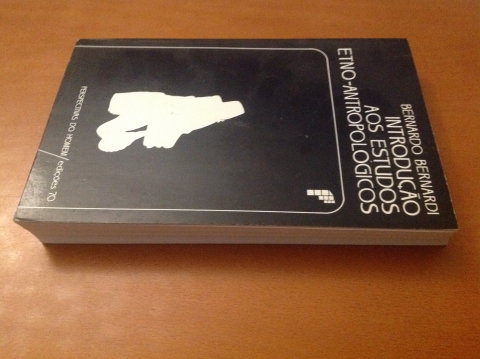 BERNARDO BERNARDI
INTRODUÇÃO
AOS ESTUDOS
ETNO-ANTROPOLÓGICOS
PERSPECTIVAS DO HOMEM/edições 70